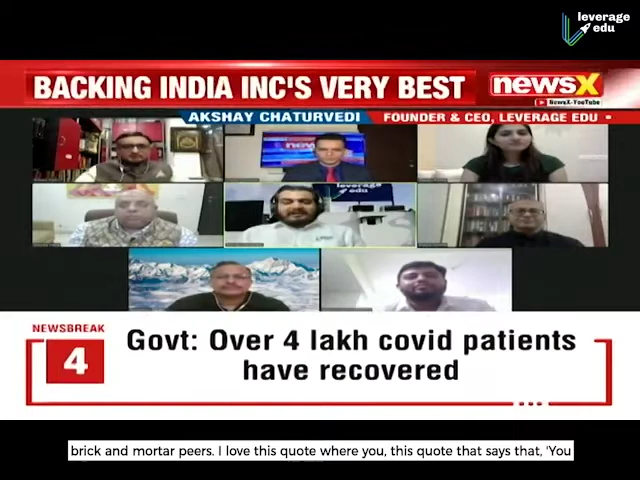 leverage
edu
BACKING INDIA INC'S VERY BEST
newsX
NewsX-YouTube
AKSHAY CHATURVEDI
FOUNDER & CEO, LEVERAGE EDU
leverage
edu
NEWSBREAK
4
Govt: Over 4 lakh covid patients
have recovered
brick and mortar peers. I love this quote where you, this quote that says that, 'You